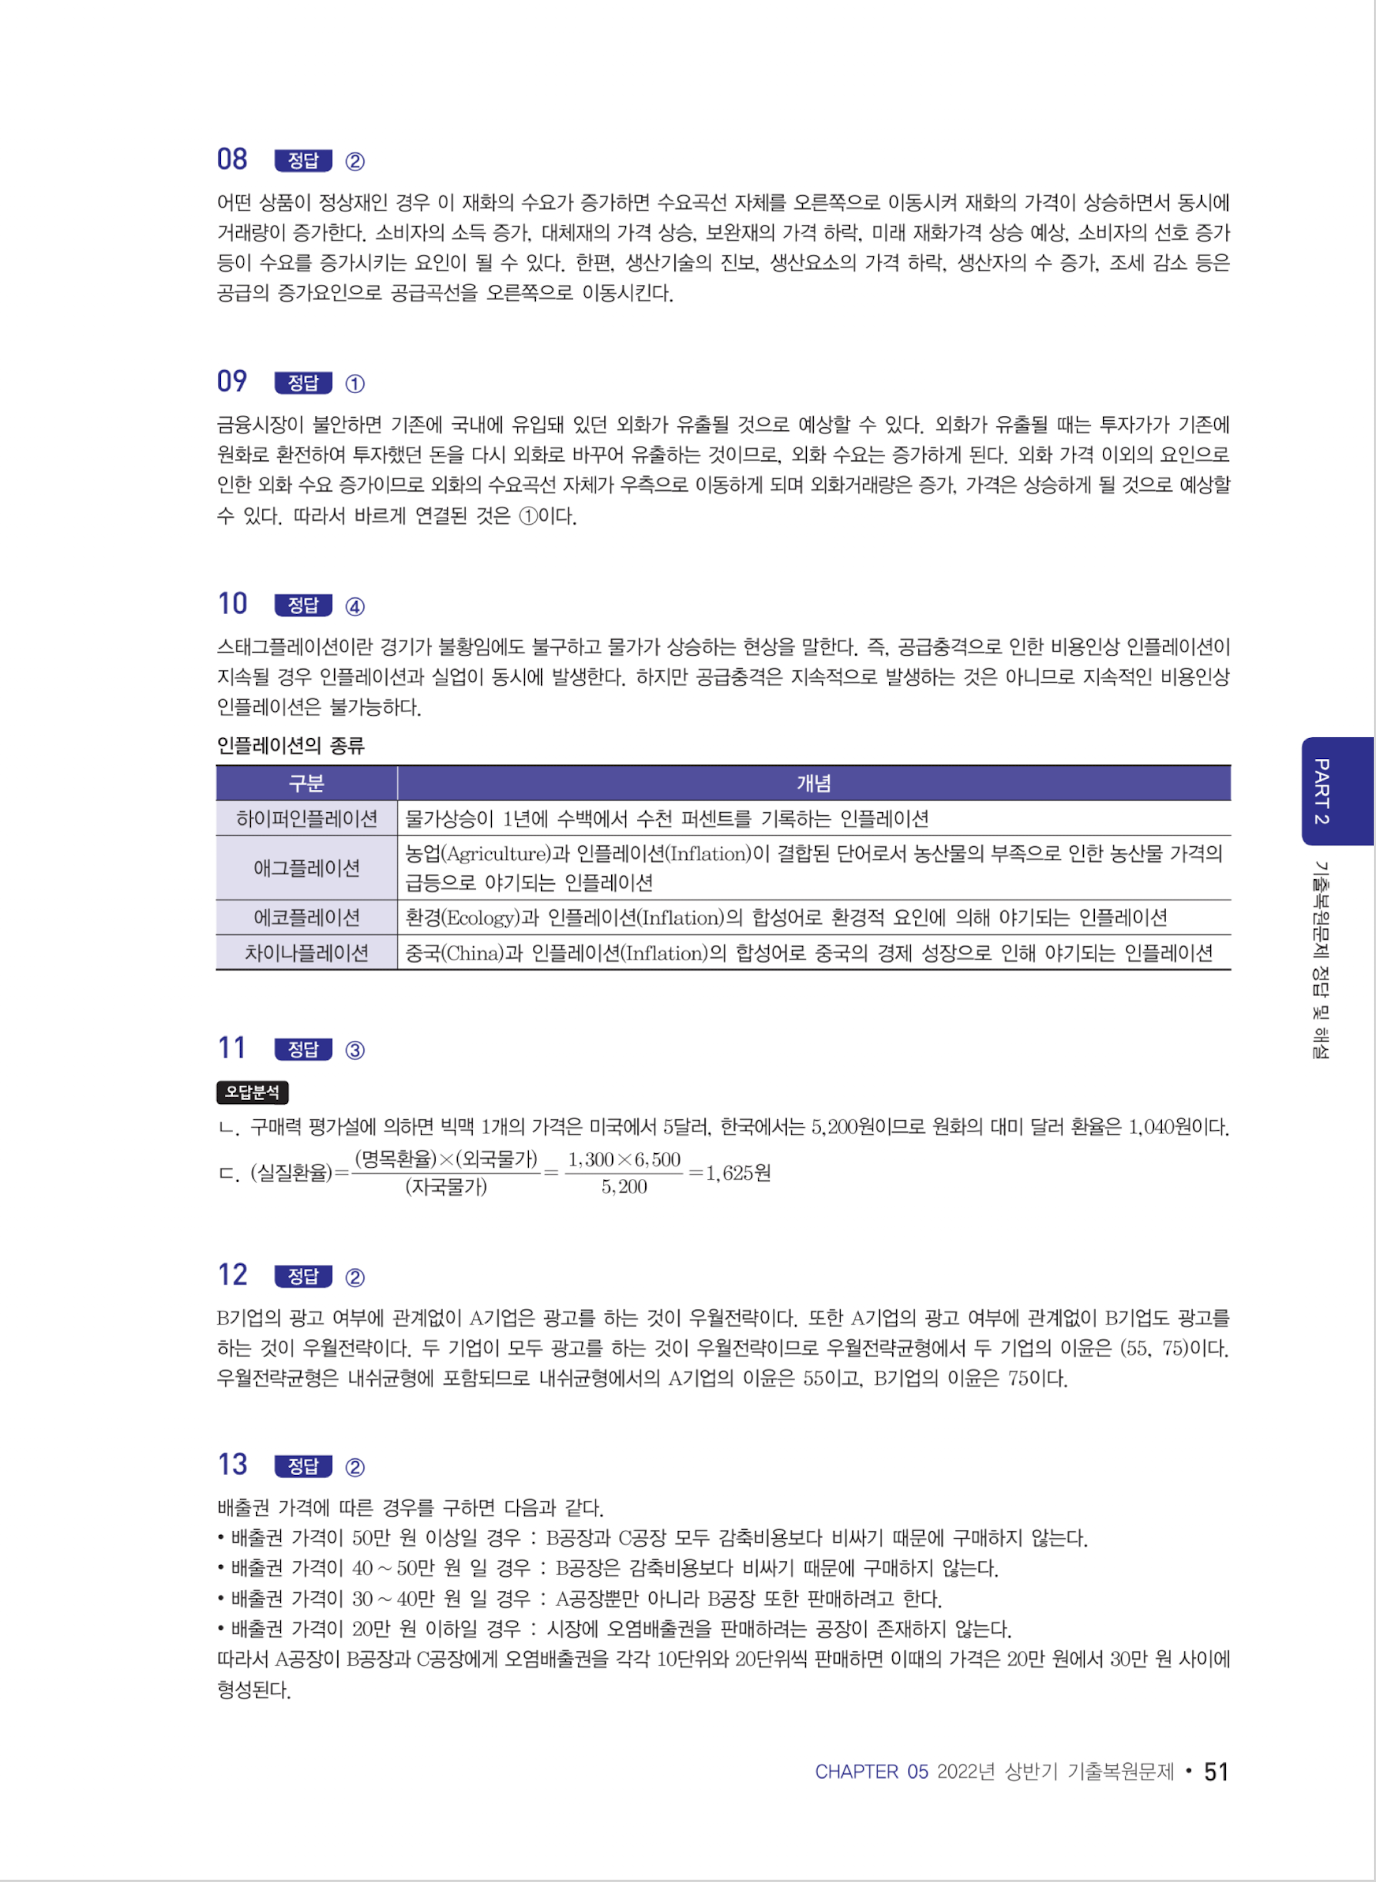 08 정답 ②
어떤 상품이 정상재인 경우 이 재화의 수요가 증가하면 수요곡선 자체를 오른쪽으로 이동시켜 재화의 가격이 상승하면서 동시에
거래량이 증가한다. 소비자의 소득 증가, 대체재의 가격 상승, 보완재의 가격 하락, 미래 재화가격 상승 예상, 소비자의 선호 증가
등이 수요를 증가시키는 요인이 될 수 있다. 한편, 생산기술의 진보, 생산요소의 가격 하락, 생산자의 수 증가, 조세 감소 등은
공급의 증가요인으로 공급곡선을 오른쪽으로 이동시킨다.
09 정답 ①
금융시장이 불안하면 기존에 국내에 유입돼 있던 외화가 유출될 것으로 예상할 수 있다. 외화가 유출될 때는 투자가가 기존에
원화로 환전하여 투자했던 돈을 다시 외화로 바꾸어 유출하는 것이므로, 외화 수요는 증가하게 된다. 외화 가격 이외의 요인으로
인한 외화 수요 증가이므로 외화의 수요곡선 자체가 우측으로 이동하게 되며 외화거래량은 증가, 가격은 상승하게 될 것으로 예상할
수 있다. 따라서 바르게 연결된 것은 ①이다.
10 정답 ④
스태그플레이션이란 경기가 불황임에도 불구하고 물가가 상승하는 현상을 말한다. 즉, 공급충격으로 인한 비용인상 인플레이션이
지속될 경우 인플레이션과 실업이 동시에 발생한다. 하지만 공급충격은 지속적으로 발생하는 것은 아니므로 지속적인 비용인상
인플레이션은 불가능하다.
인플레이션의 종류
구분 개념
하이퍼인플레이션 물가상승이 1년에 수백에서 수천 퍼센트를 기록하는 인플레이션
애그플레이션 농업(Agriculture)과 인플레이션(Inflation)이 결합된 단어로서 농산물의 부족으로 인한 농산물 가격의
급등으로 야기되는 인플레이션
에코플레이션 환경(Ecology)과 인플레이션(Inflation)의 합성어로 환경적 요인에 의해 야기되는 인플레이션
차이나플레이션 중국(China)과 인플레이션(Inflation)의 합성어로 중국의 경제 성장으로 인해 야기되는 인플레이션
11 정답 ③
오답분석
ㄴ. 구매력 평가설에 의하면 빅맥 1개의 가격은 미국에서 5달러, 한국에서는 5,200원이므로 원화의 대미 달러 환율은 1,040원이다.
ㄷ. (실질환율)=(명목환율)×(외국물가)/(자국물가)=1,300×6,500/5,200=1,625원
12 정답 ②
B기업의 광고 여부에 관계없이 A기업은 광고를 하는 것이 우월전략이다. 또한 A기업의 광고 여부에 관계없이 B기업도 광고를
하는 것이 우월전략이다. 두 기업이 모두 광고를 하는 것이 우월전략이므로 우월전략균형에서 두 기업의 이윤은 (55, 75)이다.
우월전략균형은 내쉬균형에 포함되므로 내쉬균형에서의 A기업의 이윤은 55이고, B기업의 이윤은 75이다.
13 정답 ②
배출권 가격에 따른 경우를 구하면 다음과 같다.
• 배출권 가격이 50만 원 이상일 경우 : B공장과 C공장 모두 감축비용보다 비싸기 때문에 구매하지 않는다.
• 배출권 가격이 40 ~ 50만 원 일 경우 : B공장은 감축비용보다 비싸기 때문에 구매하지 않는다.
• 배출권 가격이 30 ~ 40만 원 일 경우 : A공장뿐만 아니라 B공장 또한 판매하려고 한다.
• 배출권 가격이 20만 원 이하일 경우 : 시장에 오염배출권을 판매하려는 공장이 존재하지 않는다.
따라서 A공장이 B공장과 C공장에게 오염배출권을 각각 10단위와 20단위씩 판매하면 이때의 가격은 20만 원에서 30만 원 사이에
형성된다.
PART 2
기출복원문제 정답 및 해설
CHAPTER 05 2022년 상반기 기출복원문제 • 51